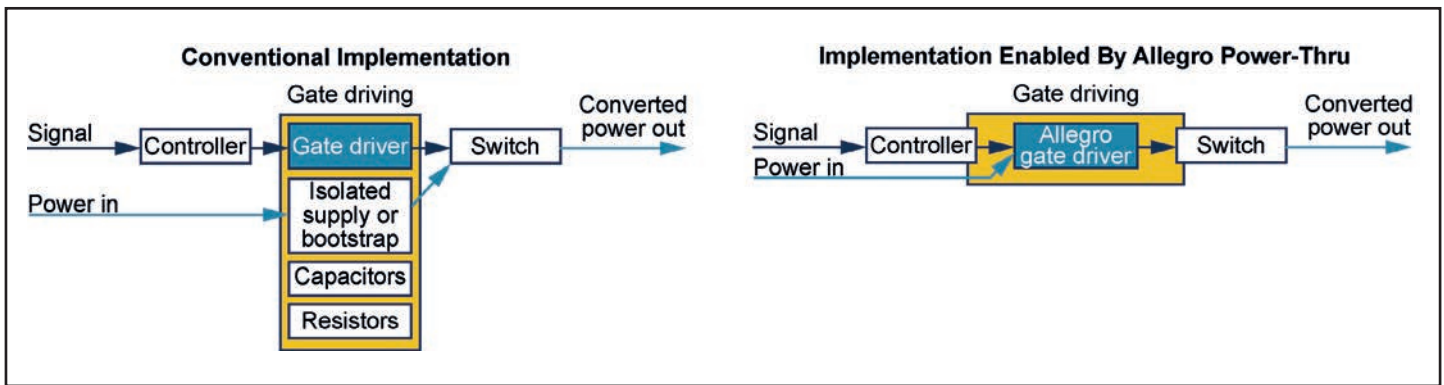 Conventional Implementation
Gate driving
Signal
Controller
Gate driver
Switch
Converted
power out
Power in
Isolated
supply or
bootstrap
Capacitors
Resistors
Implementation Enabled By Allegro Power-Thru
Gate driving
Signal
Controller
Allegro
gate driver
Switch
Converted
power out
Power in